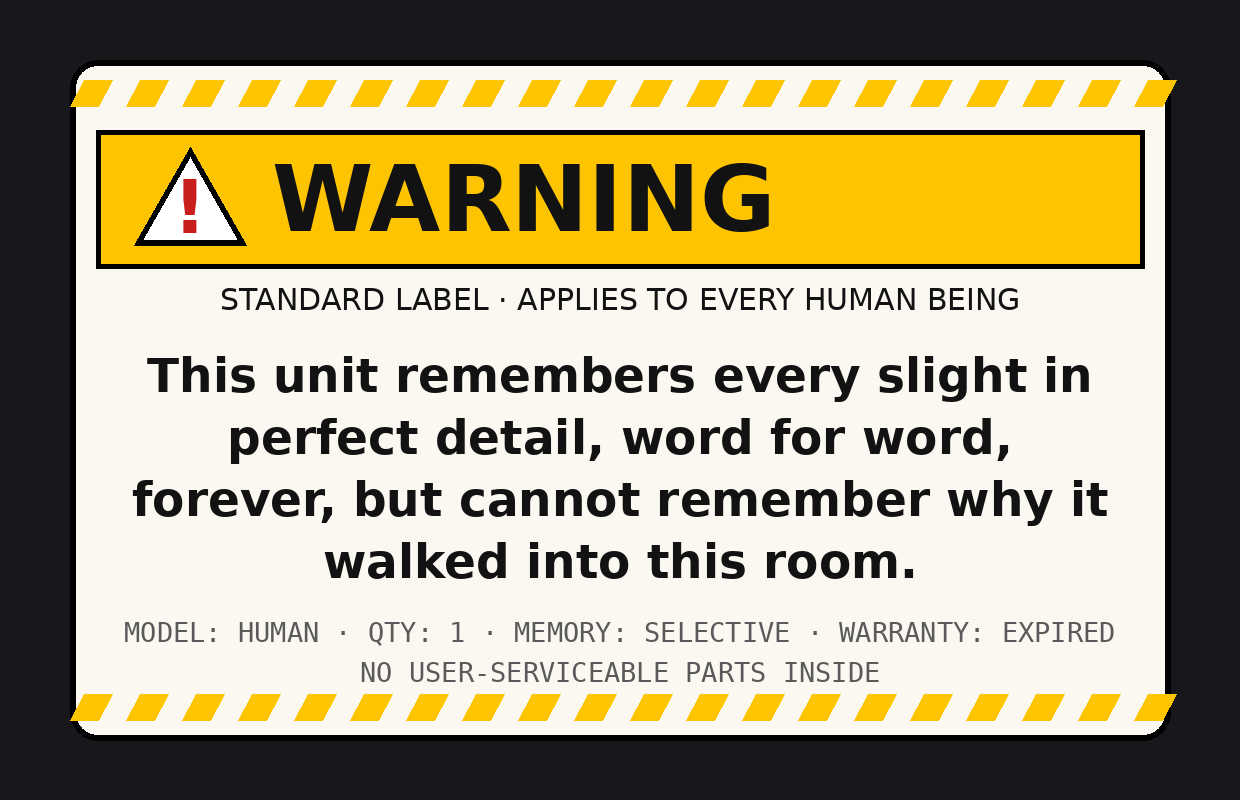 !
WARNING
STANDARD LABEL · APPLIES TO EVERY HUMAN BEING
This unit remembers every slight in
perfect detail, word for word,
forever, but cannot remember why it
walked into this room.
MODEL: HUMAN · QTY: 1 · MEMORY: SELECTIVE · WARRANTY: EXPIRED
NO USER-SERVICEABLE PARTS INSIDE